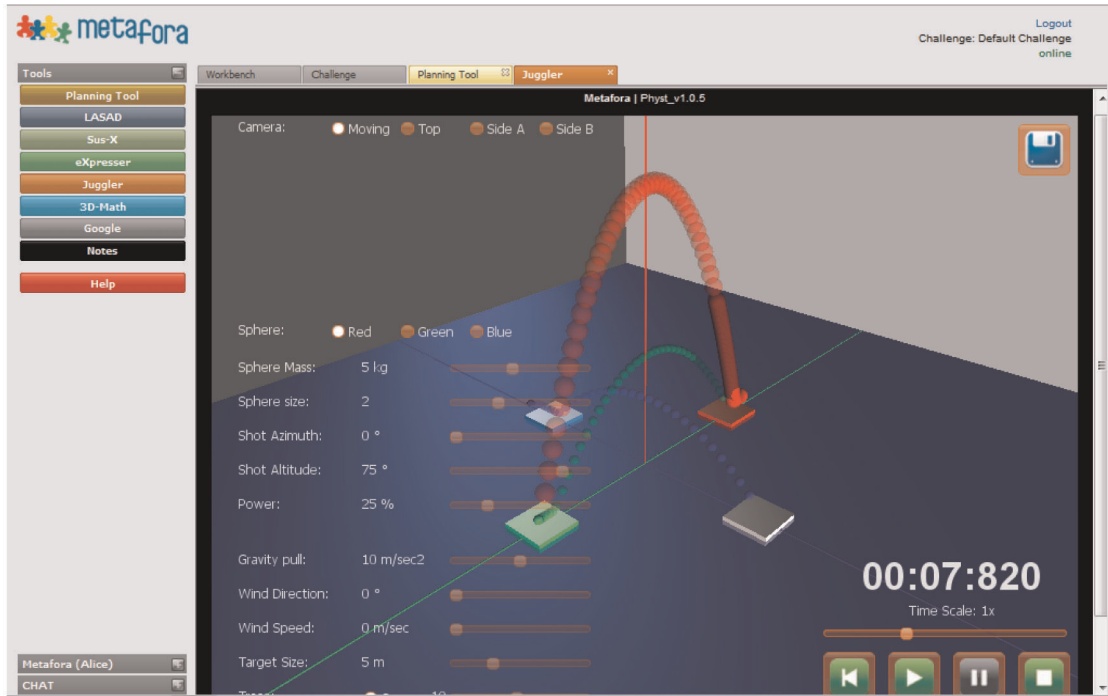 metafora
Logout
Challenge: Default Challenge
online
Tools
Planning Tool
LASAD
Sus-X
eXpresser
Juggler
3D-Math
Google
Notes
Help
Metafora (Alice)
CHAT
Workbench Challenge Planning Tool Juggler
Metafora | Physt_v1.0.5
Camera: Moving Top Side A Side B
Sphere: Red Green Blue
Sphere Mass: 5 kg
Sphere size: 2
Shot Azimuth: 0 °
Shot Altitude: 75 °
Power: 25 %
Gravity pull: 10 m/sec2
Wind Direction: 0 °
Wind Speed: 0 m/sec
Target Size: 5 m
00:07:820
Time Scale: 1x